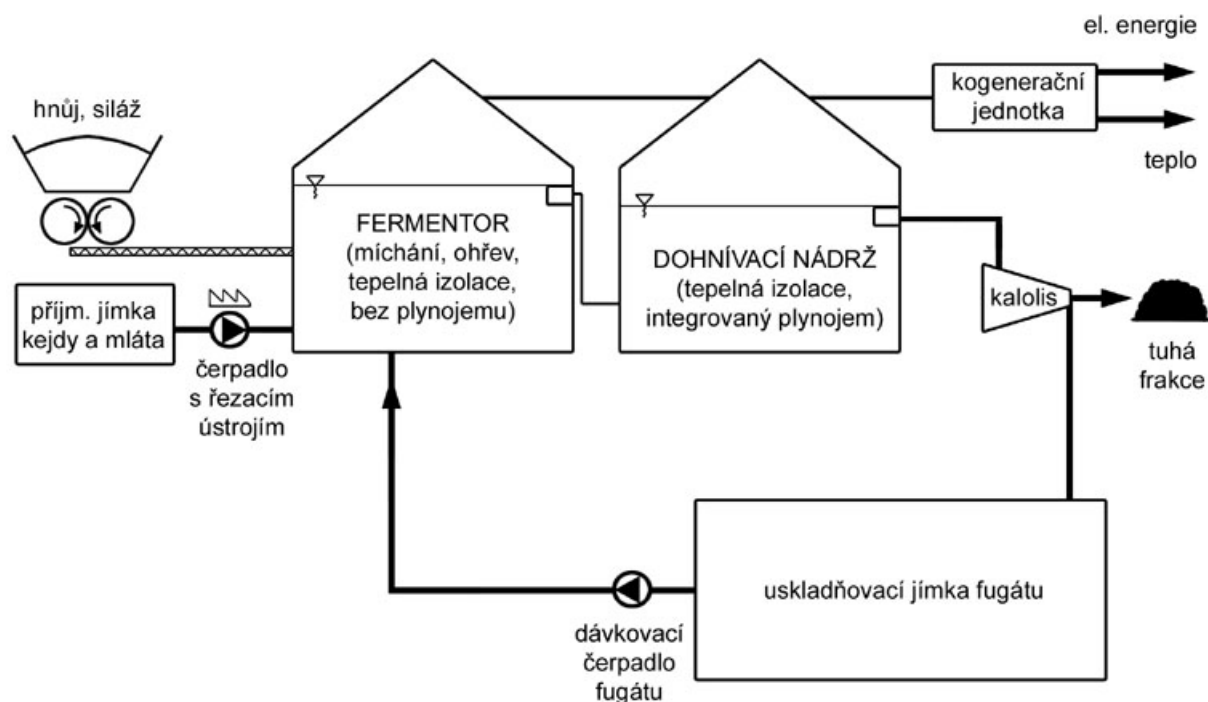 el. energie
kogenerační
jednotka
teplo
hnůj, siláž
FERMENTOR
(míchání, ohřev,
tepelná izolace,
bez plynojemu)
DOHNÍVACÍ NÁDRŽ
(tepelná izolace,
integrovaný plynojem)
kalolis
tuhá
frakce
příjm. jímka
kejdy a mláta
čerpadlo
s řezacím
ústrojím
uskladňovací jímka fugátu
dávkovací
čerpadlo
fugátu